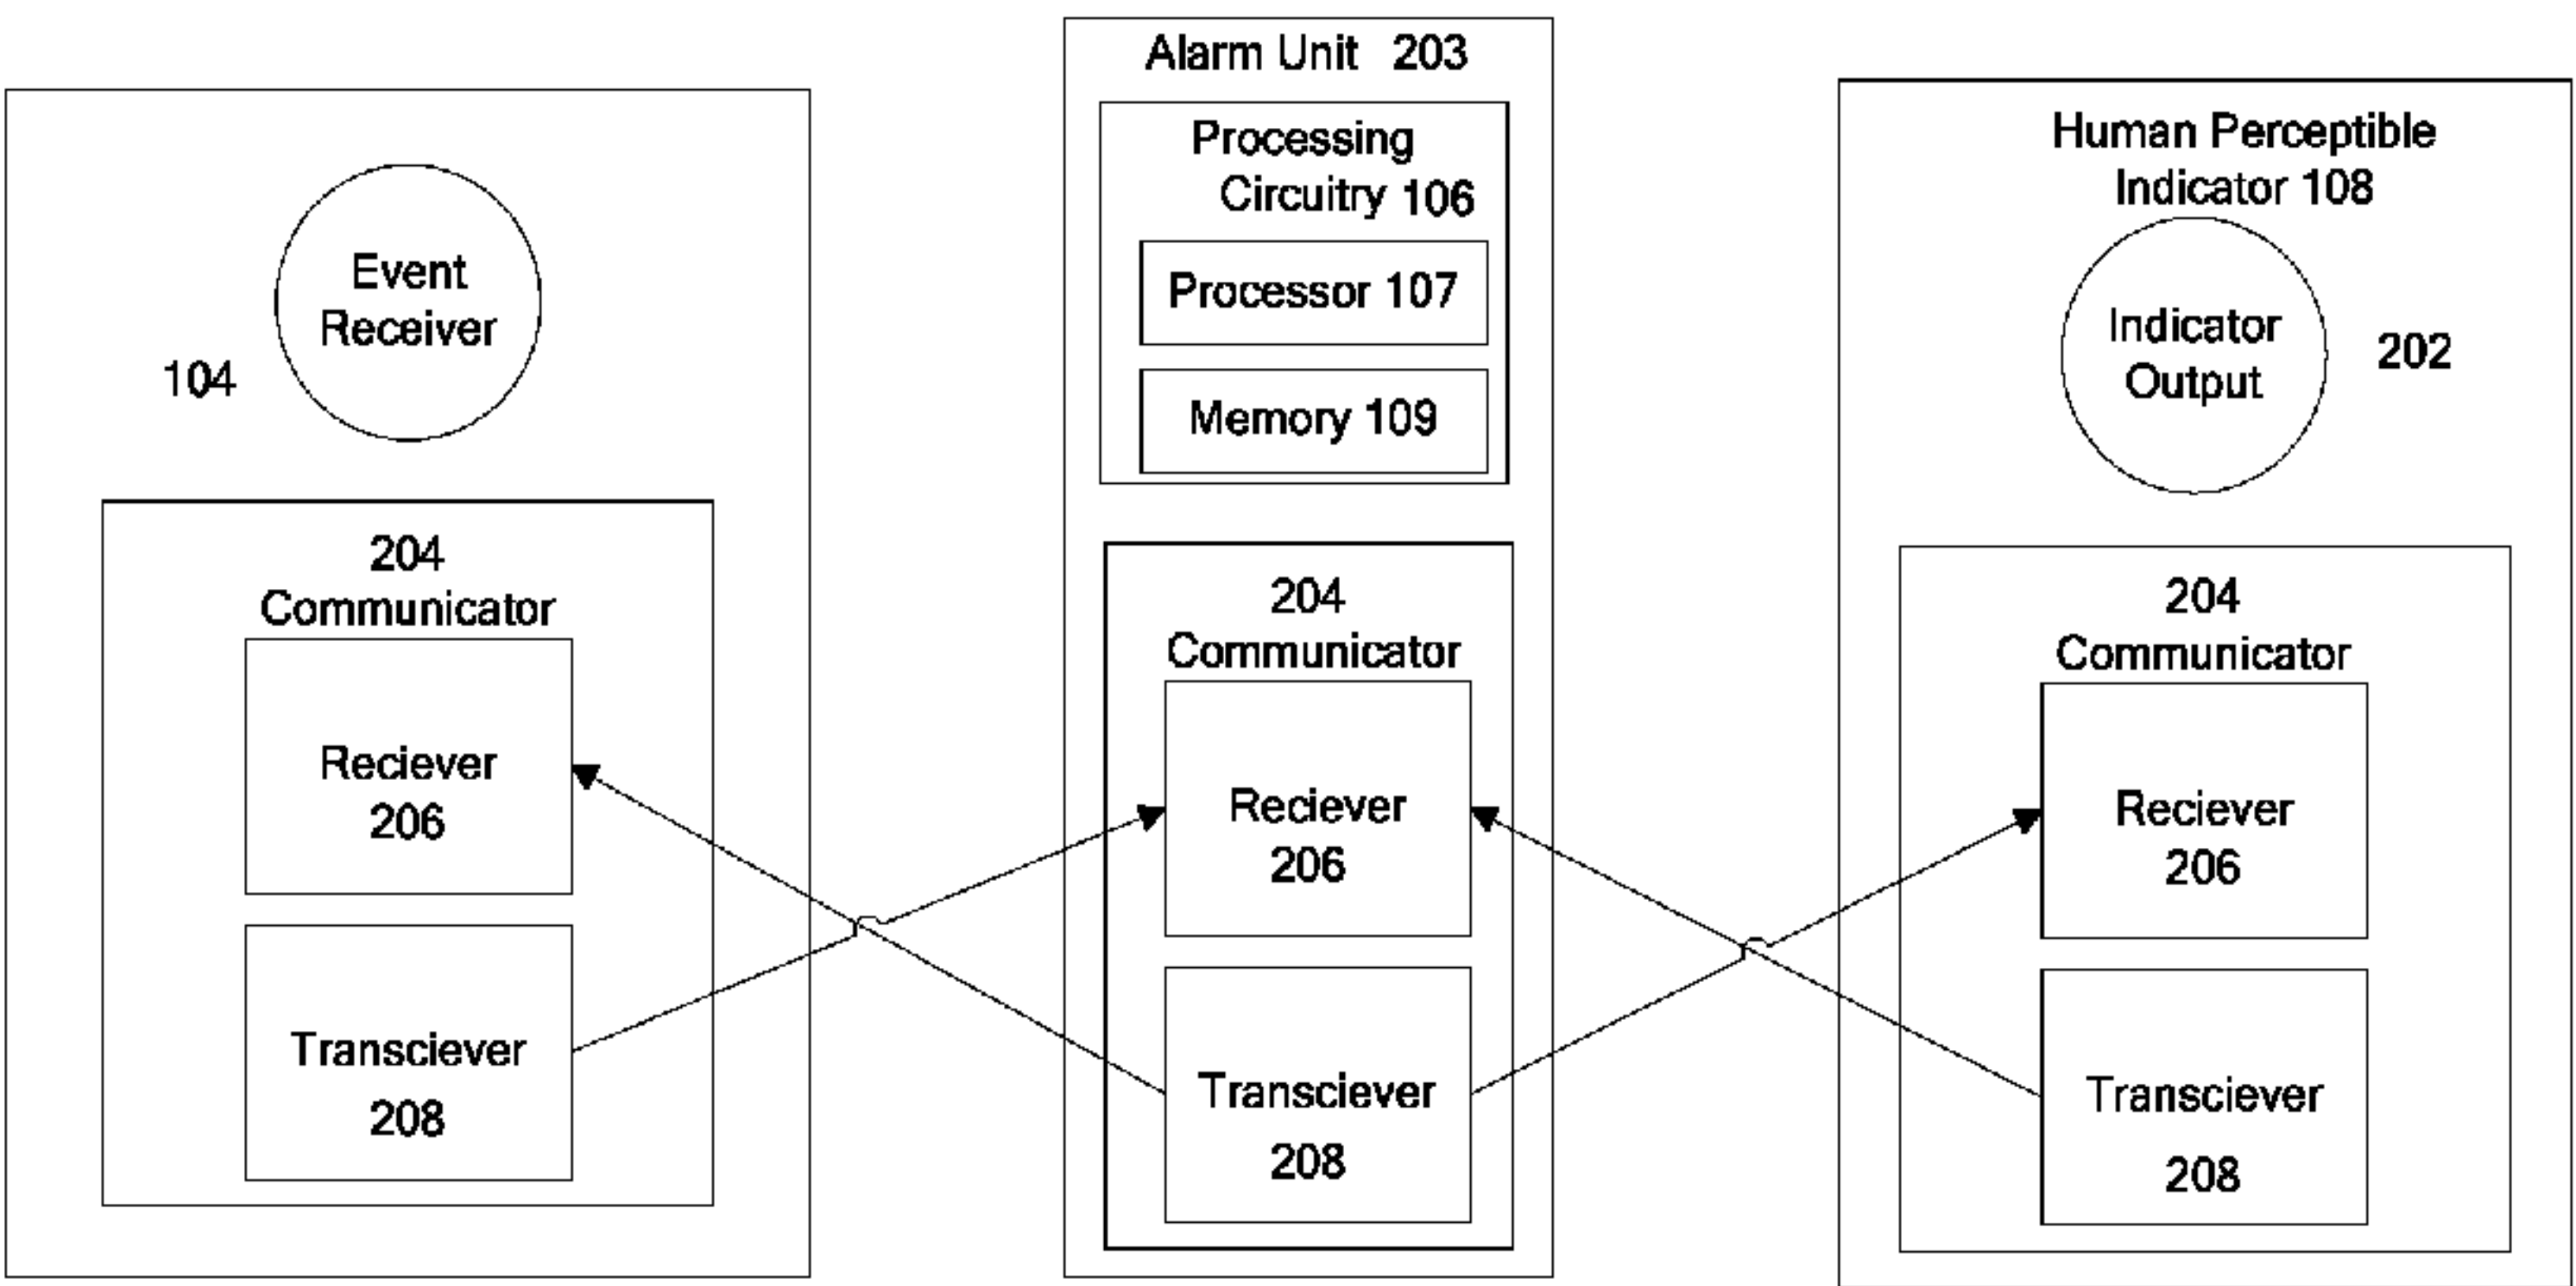 Event
Receiver
104
204
Communicator
Reciever
206
Transciever
208
Alarm Unit 203
Processing
Circuitry 106
Processor 107
Memory 109
204
Communicator
Reciever
206
Transciever
208
Human Perceptible
Indicator 108
Indicator
Output
202
204
Communicator
Reciever
206
Transciever
208